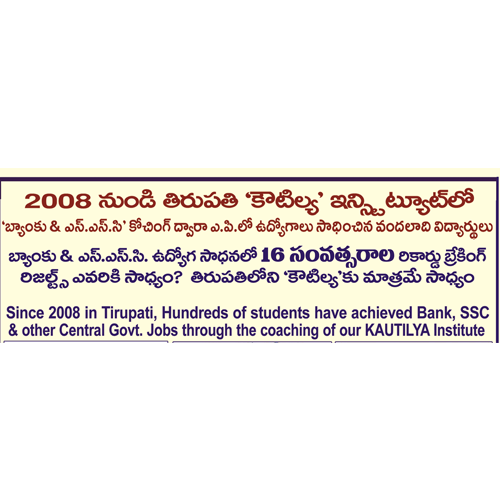 2008 నుండి తిరుపతి ‘కౌటిల్య’ ఇన్స్టిట్యూట్‌లో
‘బ్యాంకు & ఎస్.ఎస్.సి’ కోచింగ్ ద్వారా ఎ.పి.లో ఉద్యోగాలు సాధించిన వందలాది విద్యార్థులు
బ్యాంకు & ఎస్.ఎస్.సి. ఉద్యోగ సాధనలో 16 సంవత్సరాల రికార్డు బ్రేకింగ్
రిజల్ట్స్ ఎవరికి సాధ్యం? తిరుపతిలోని ‘కౌటిల్య’కు మాత్రమే సాధ్యం
Since 2008 in Tirupati, Hundreds of students have achieved Bank, SSC
& other Central Govt. Jobs through the coaching of our KAUTILYA Institute